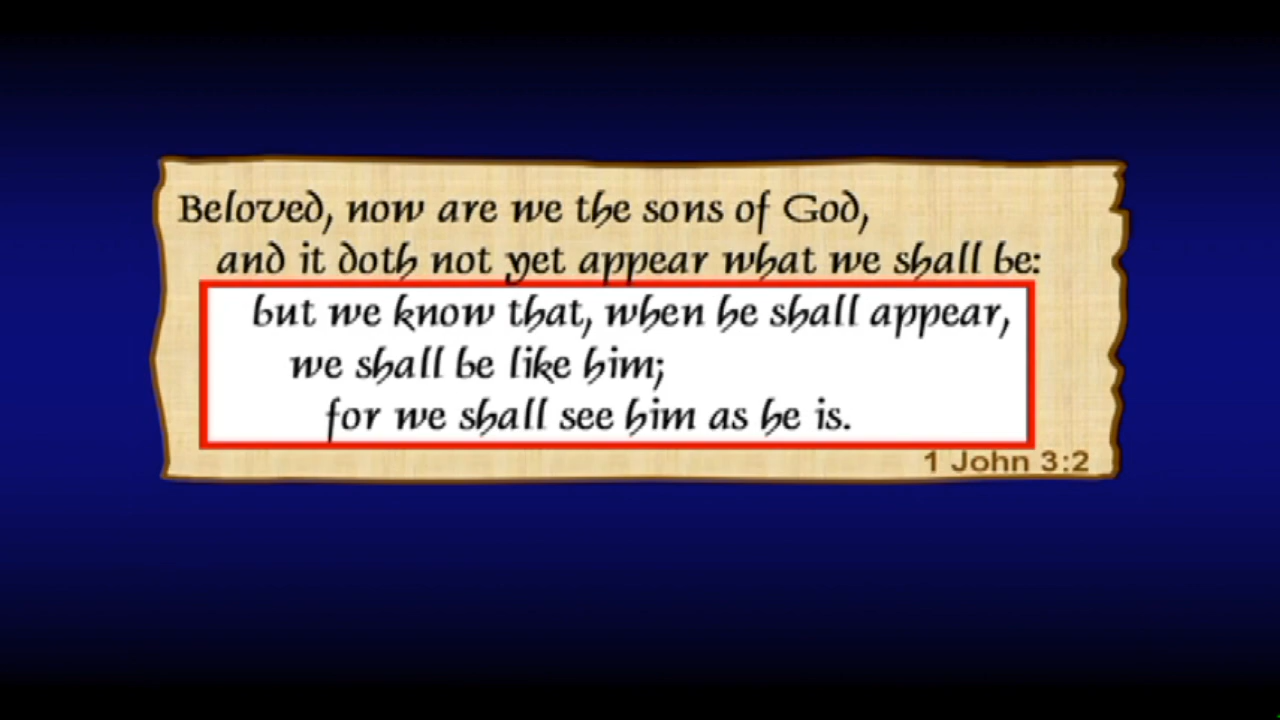 Beloved, now are we the sons of God,
and it doth not yet appear what we shall be:
but we know that, when he shall appear,
we shall be like him;
for we shall see him as he is.
1 John 3:2